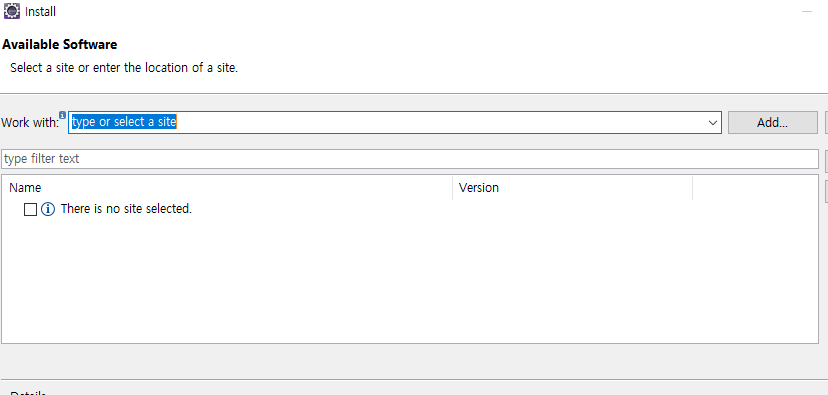 Install
Available Software
Select a site or enter the location of a site.
Work with: type or select a site Add...
type filter text
Name Version
There is no site selected.
Details